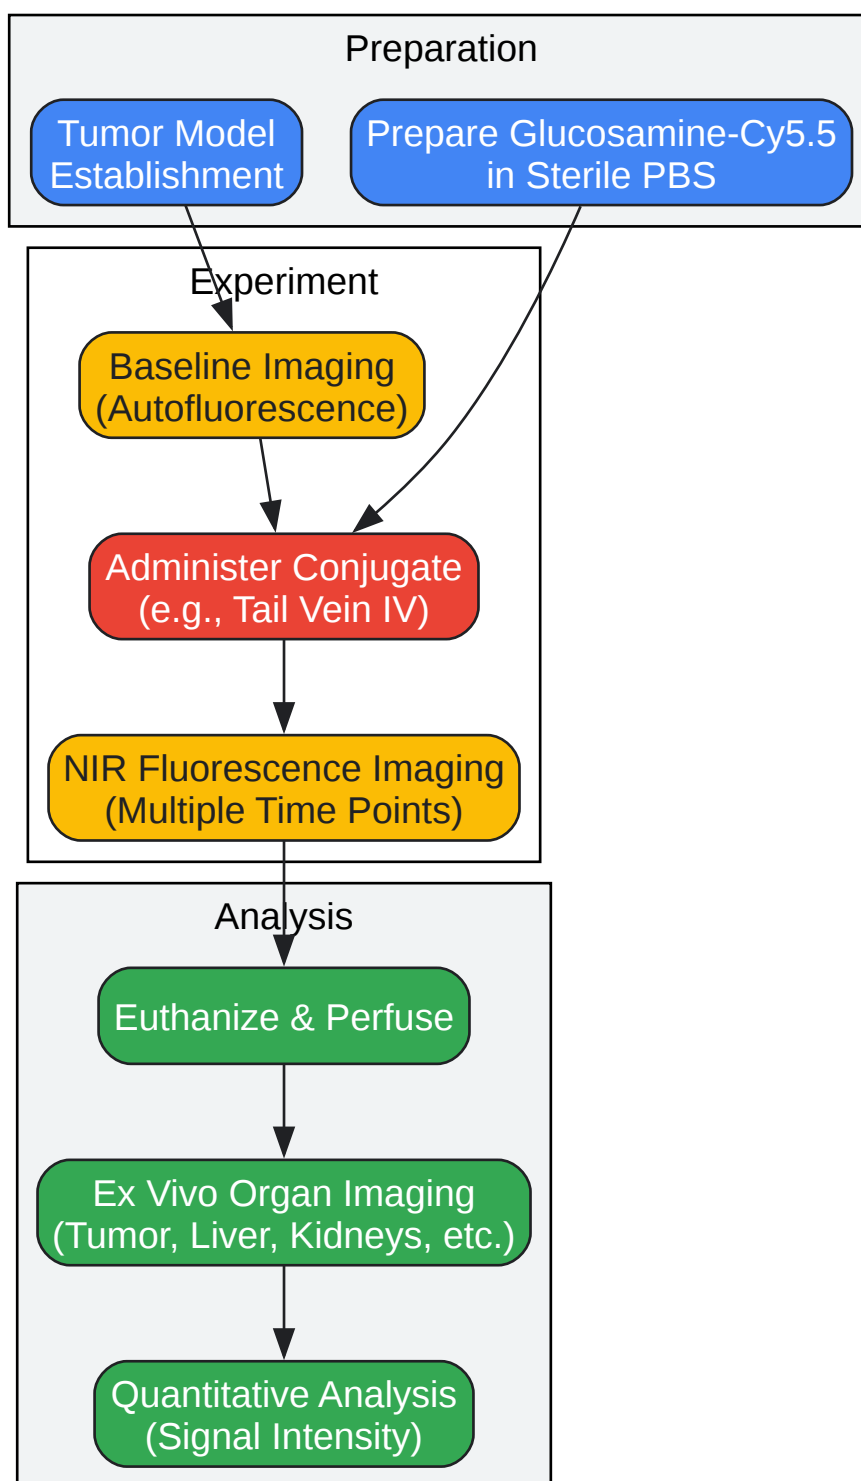 Preparation
Tumor Model
Establishment
Prepare Glucosamine-Cy5.5
in Sterile PBS
Experiment
Baseline Imaging
(Autofluorescence)
Administer Conjugate
(e.g., Tail Vein IV)
NIR Fluorescence Imaging
(Multiple Time Points)
Analysis
Euthanize & Perfuse
Ex Vivo Organ Imaging
(Tumor, Liver, Kidneys, etc.)
Quantitative Analysis
(Signal Intensity)